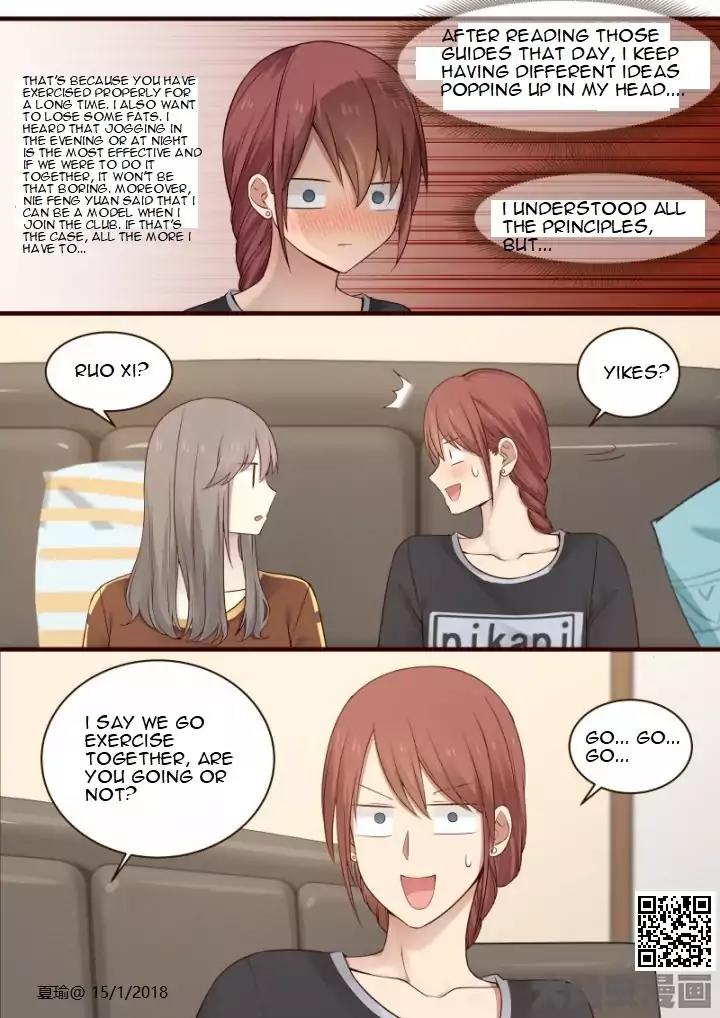 THAT'S BECAUSE YOU HAVE
EXERCISED PROPERLY FOR
A LONG TIME. I ALSO WANT
TO LOSE SOME FATS. I
HEARD THAT JOGGING IN
THE EVENING OR AT NIGHT
IS THE MOST EFFECTIVE AND
IF WE WERE TO DO IT
TOGETHER, IT WON'T BE
THAT BORING. MOREOVER,
NIE FENG YUAN SAID THAT I
CAN BE A MODEL WHEN I
JOIN THE CLUB. IF THAT'S
THE CASE, ALL THE MORE I
HAVE TO...
AFTER READING THOSE
GUIDES THAT DAY, I KEEP
HAVING DIFFERENT IDEAS
POPPING UP IN MY HEAD....
I UNDERSTOOD ALL
THE PRINCIPLES,
BUT...
RUO XI?
YIKES?
nikani
I SAY WE GO
EXERCISE
TOGETHER, ARE
YOU GOING OR
NOT?
GO... GO...
GO...
夏瑜@ 15/1/2018
漫画